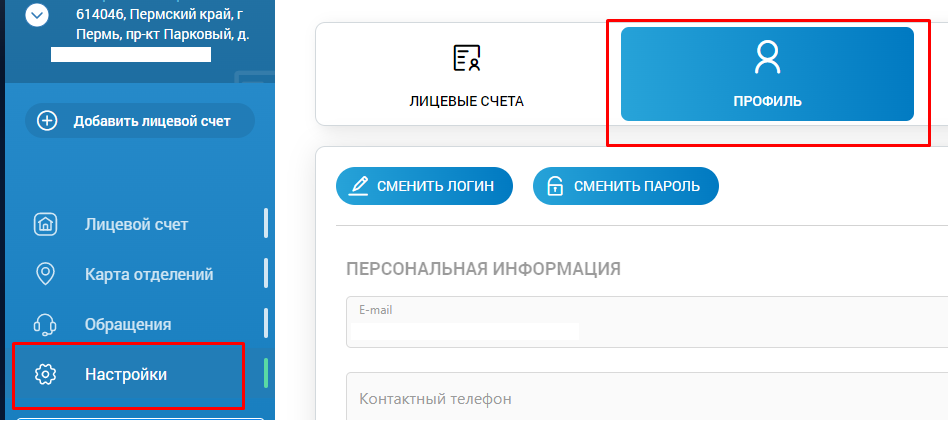 614046, Пермский край, г
Пермь, пр-кт Парковый, д.
Добавить лицевой счет
Лицевой счет
Карта отделений
Обращения
Настройки
ЛИЦЕВЫЕ СЧЕТА
ПРОФИЛЬ
СМЕНИТЬ ЛОГИН
СМЕНИТЬ ПАРОЛЬ
ПЕРСОНАЛЬНАЯ ИНФОРМАЦИЯ
E-mail
Контактный телефон